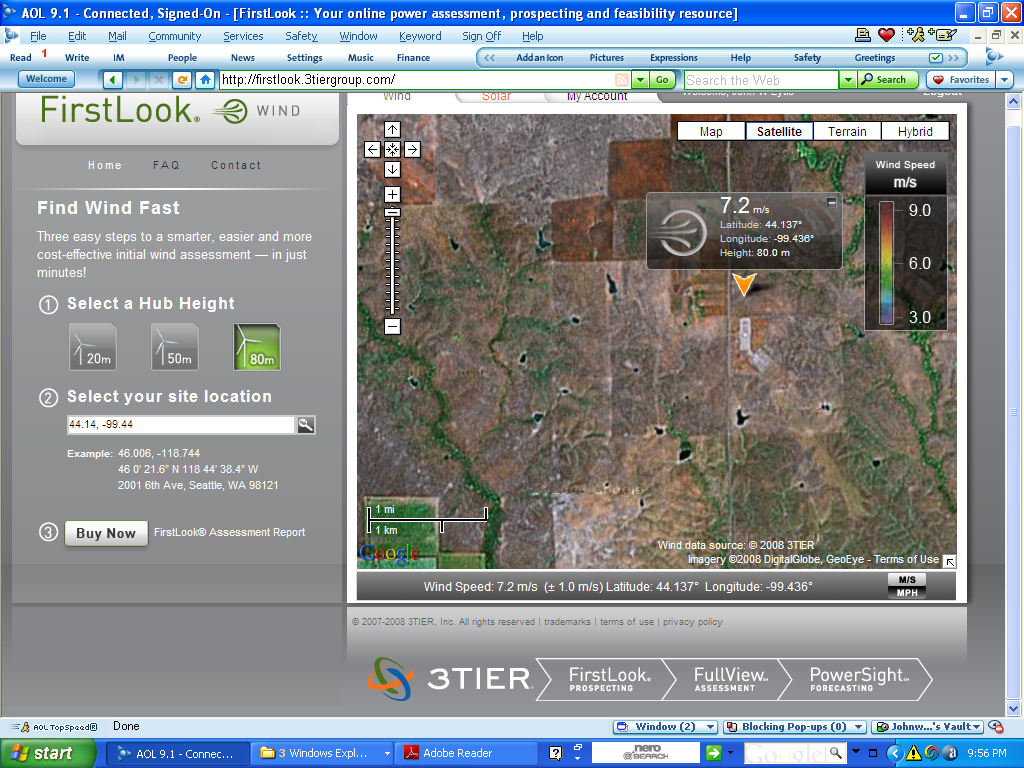 AOL 9.1 - Connected, Signed-On - [FirstLook :: Your online power assessment, prospecting and feasibility resource]
File Edit Mail Community Services Safety Window Keyword Sign Off Help
Read 1 Write IM People News Settings Music Finance Add an Icon Pictures Expressions Help Safety Greetings
Welcome http://firstlook.3tiergroup.com/ Go Search the Web Search Favorites
Wind Solar My Account Logout
FirstLook® WIND
Home FAQ Contact
Find Wind Fast
Three easy steps to a smarter, easier and more
cost-effective initial wind assessment — in just
minutes!
1 Select a Hub Height
20m 50m 80m
2 Select your site location
44.14, -99.44
Example: 46.006, -118.744
46 0' 21.6" N 118 44' 38.4" W
2001 6th Ave, Seattle, WA 98121
3 Buy Now FirstLook® Assessment Report
Map Satellite Terrain Hybrid
Wind Speed
m/s
9.0
6.0
3.0
7.2 m/s
Latitude: 44.137°
Longitude: -99.436°
Height: 80.0 m
1 mi
1 km
Google
Wind data source: © 2008 3TIER
Imagery ©2008 DigitalGlobe, GeoEye - Terms of Use
Wind Speed: 7.2 m/s (± 1.0 m/s) Latitude: 44.137° Longitude: -99.436°
M/S
MPH
© 2007-2008 3TIER, Inc. All rights reserved | trademarks | terms of use | privacy policy
3TIER FirstLook® PROSPECTING FullView™ ASSESSMENT PowerSight™ FORECASTING
AOL TopSpeed® Done Window (2) Blocking Pop-ups (0) Johnw...'s Vault
start AOL 9.1 - Connec... 3 Windows Expl... Adobe Reader nero @SEARCH Google 9:56 PM